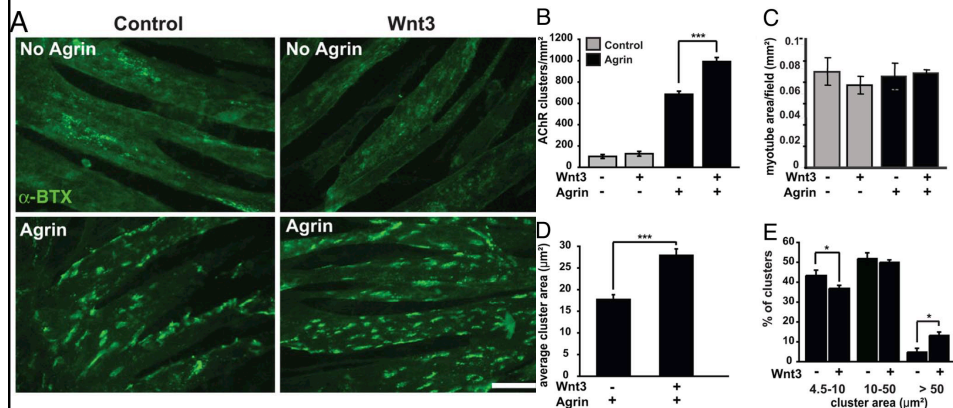 A
Control
Wnt3
No Agrin
No Agrin
α-BTX
Agrin
Agrin
B
AChR clusters/mm²
1200
1000
800
600
400
200
0
Control
Agrin
***
Wnt3 - + - +
Agrin - - + +
C
myotube area/field (mm²)
0.1
0.08
0.06
0.04
0.02
0
Wnt3 - + - +
Agrin - - + +
D
average cluster area (µm²)
35
30
25
20
15
10
5
0
***
Wnt3 - +
Agrin + +
E
% of clusters
60
50
40
30
20
10
0
*
*
Wnt3 - + - + - +
4.5-10 10-50 > 50
cluster area (µm²)